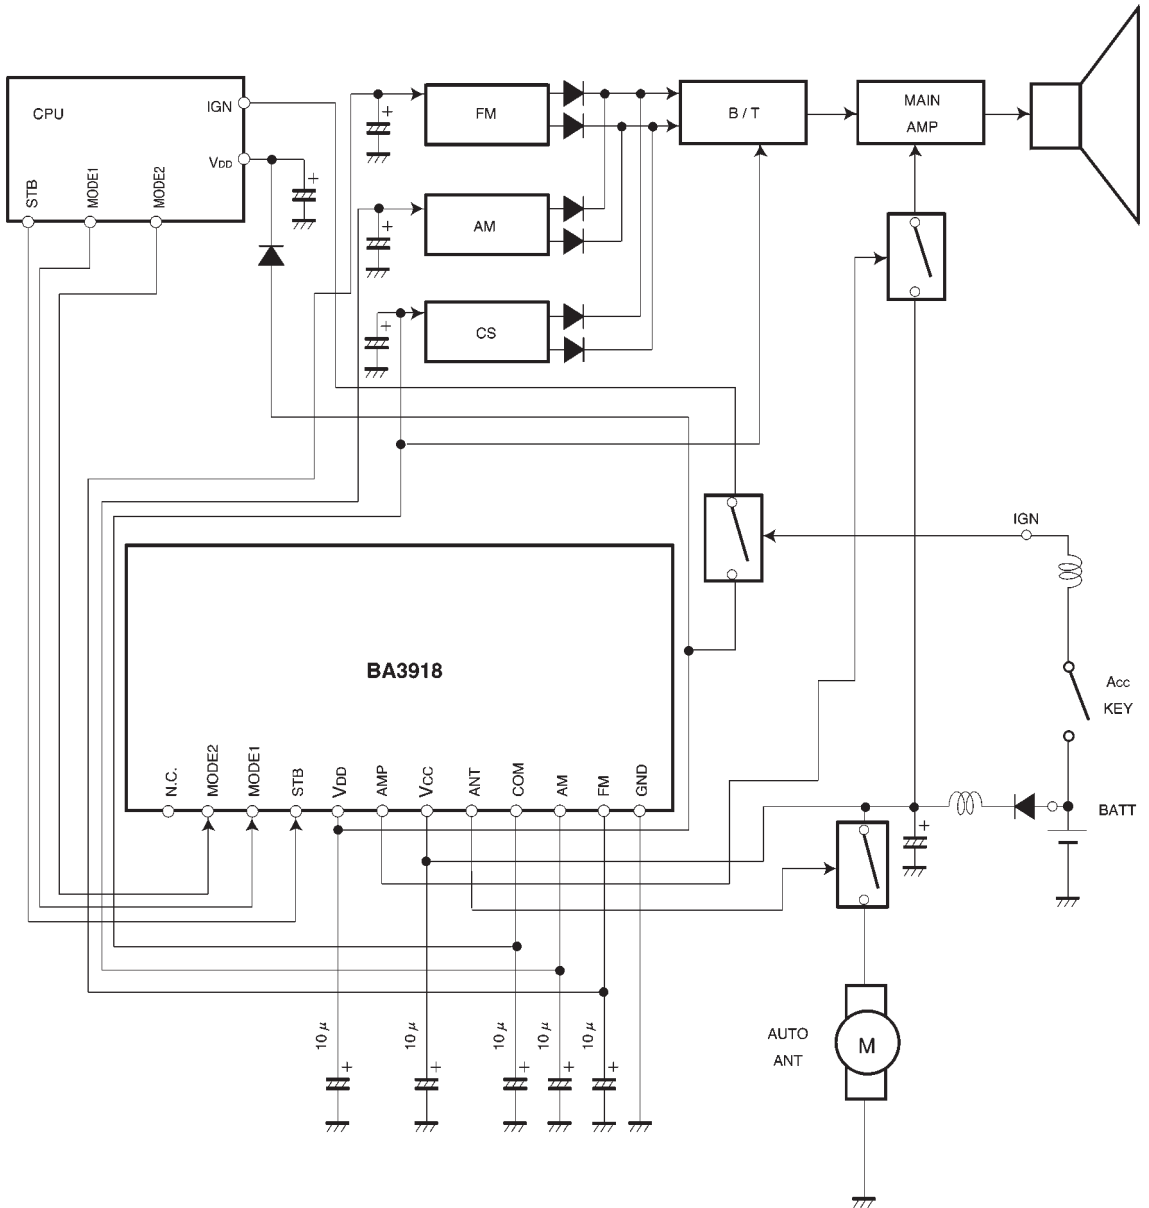 CPU
IGN
VDD
STB
MODE1
MODE2
+
FM
+
AM
+
CS
+
B / T
MAIN
AMP
IGN
ACC
KEY
BATT
BA3918
N.C.
MODE2
MODE1
STB
VDD
AMP
VCC
ANT
COM
AM
FM
GND
+
10 μ
+
10 μ
+
10 μ
+
10 μ
+
10 μ
+
AUTO
ANT
M